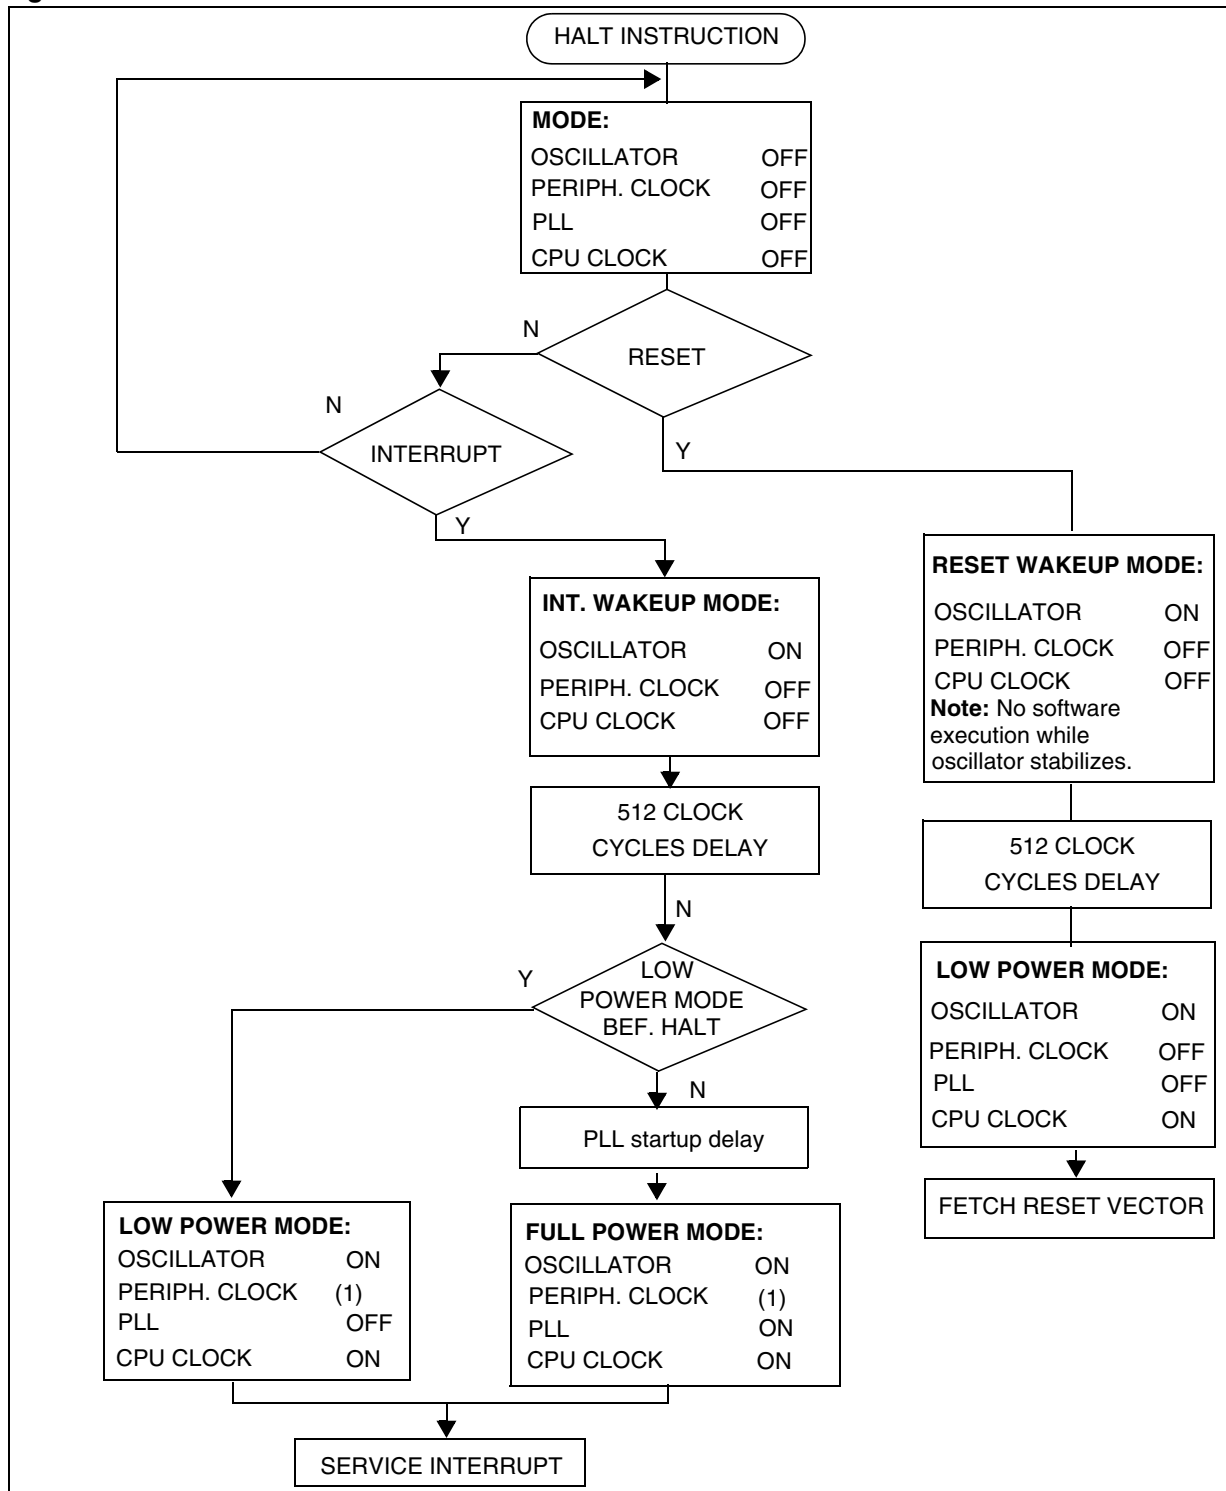 HALT INSTRUCTION
MODE:
OSCILLATOR OFF
PERIPH. CLOCK OFF
PLL OFF
CPU CLOCK OFF
N
RESET
N
INTERRUPT
Y
Y
INT. WAKEUP MODE:
OSCILLATOR ON
PERIPH. CLOCK OFF
CPU CLOCK OFF
512 CLOCK
CYCLES DELAY
N
LOW
POWER MODE
BEF. HALT
Y
N
PLL startup delay
LOW POWER MODE:
OSCILLATOR ON
PERIPH. CLOCK (1)
PLL OFF
CPU CLOCK ON
FULL POWER MODE:
OSCILLATOR ON
PERIPH. CLOCK (1)
PLL ON
CPU CLOCK ON
SERVICE INTERRUPT
RESET WAKEUP MODE:
OSCILLATOR ON
PERIPH. CLOCK OFF
CPU CLOCK OFF
Note: No software
execution while
oscillator stabilizes.
512 CLOCK
CYCLES DELAY
LOW POWER MODE:
OSCILLATOR ON
PERIPH. CLOCK OFF
PLL OFF
CPU CLOCK ON
FETCH RESET VECTOR